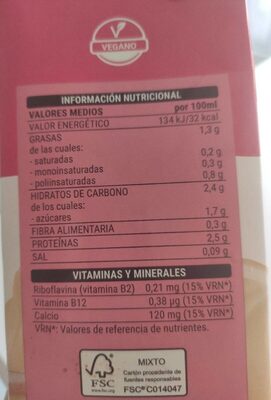 VEGANO
INFORMACIÓN NUTRICIONAL
VALORES MEDIOS por 100ml
VALOR ENERGÉTICO 134 kJ/32 kcal
GRASAS 1,3 g
de las cuales:
- saturadas 0,2 g
- monoinsaturadas 0,3 g
- poliinsaturadas 0,8 g
HIDRATOS DE CARBONO 2,4 g
de los cuales:
- azúcares 1,7 g
FIBRA ALIMENTARIA 0,3 g
PROTEÍNAS 2,5 g
SAL 0,09 g
VITAMINAS Y MINERALES
Riboflavina (vitamina B2) 0,21 mg (15% VRN*)
Vitamina B12 0,38 µg (15% VRN*)
Calcio 120 mg (15% VRN*)
VRN*: Valores de referencia de nutrientes.
MIXTO
Cartón procedente de
fuentes responsables
FSC® C014047
FSC
www.fsc.org